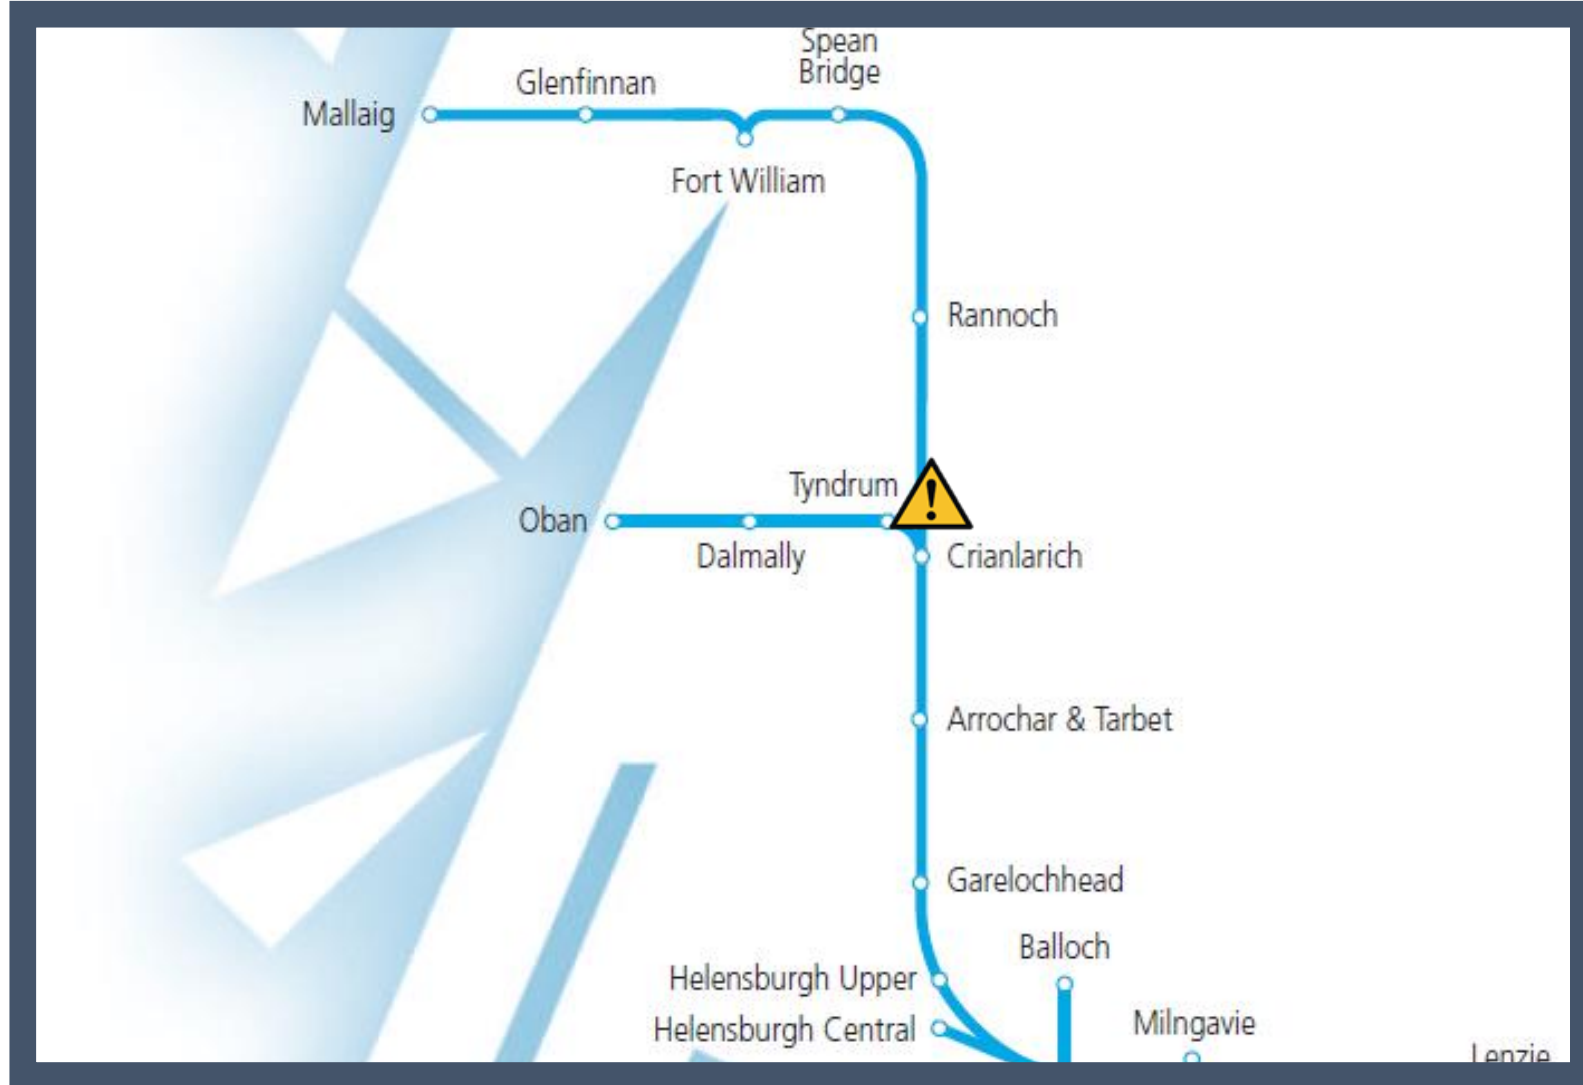 Spean
Bridge
Glenfinnan
Mallaig
Fort William
Rannoch
Tyndrum
!
Oban
Dalmally
Crianlarich
Arrochar & Tarbet
Garelochhead
Balloch
Helensburgh Upper
Helensburgh Central
Milngavie
Lenzie